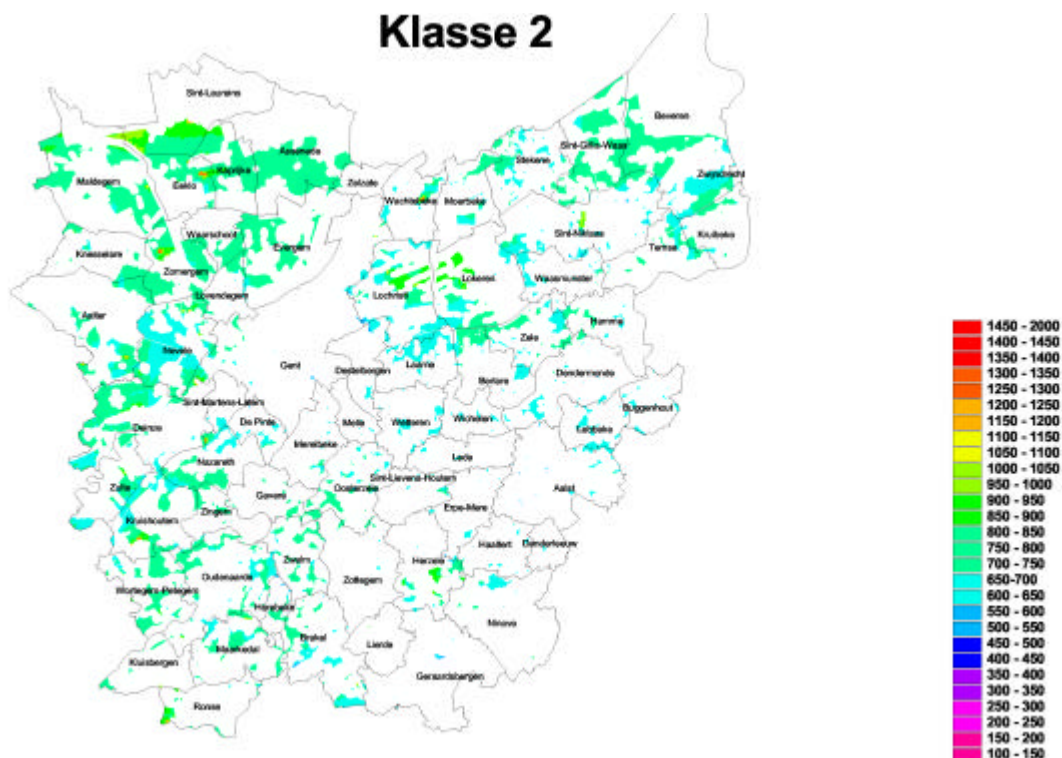 Klasse 2
Sint-Laureins
Beveren
Assenede
Sint-Gillis-Waas
Stekene
Kaprijke
Eeklo
Maldegem
Zelzate
Zwijndrecht
Wachtebeke
Moerbeke
Waarschoot
Sint-Niklaas
Kruibeke
Evergem
Temse
Knesselare
Zomergem
Lokeren
Waasmunster
Lochristi
Lovendegem
Aalter
Hamme
Zele
Nevele
Gent
Laarne
Destelbergen
Dendermonde
Berlare
Sint-Martens-Latem
Buggenhout
De Pinte
Melle
Wetteren
Wichelen
Lebbeke
Deinze
Merelbeke
Lede
Nazareth
Sint-Lievens-Houtem
Zulte
Oosterzele
Aalst
Gavere
Zingem
Erpe-Mere
Kruishoutem
Haaltert
Denderleeuw
Zwalm
Herzele
Oudenaarde
Zottegem
Wortegem-Petegem
Horebeke
Ninove
Brakel
Lierde
Maarkedal
Kluisbergen
Geraardsbergen
Ronse
1450 - 2000
1400 - 1450
1350 - 1400
1300 - 1350
1250 - 1300
1200 - 1250
1150 - 1200
1100 - 1150
1050 - 1100
1000 - 1050
950 - 1000
900 - 950
850 - 900
800 - 850
750 - 800
700 - 750
650-700
600 - 650
550 - 600
500 - 550
450 - 500
400 - 450
350 - 400
300 - 350
250 - 300
200 - 250
150 - 200
100 - 150